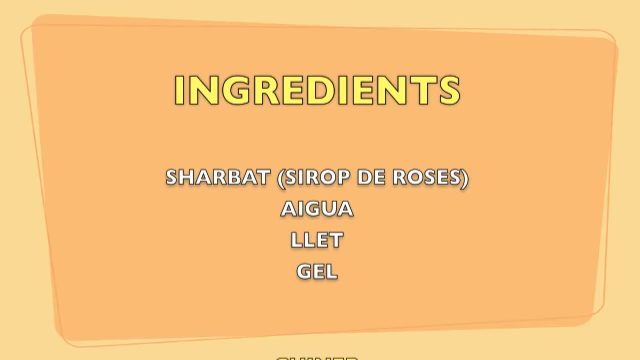 INGREDIENTS
SHARBAT (SIROP DE ROSES)
AIGUA
LLET
GEL